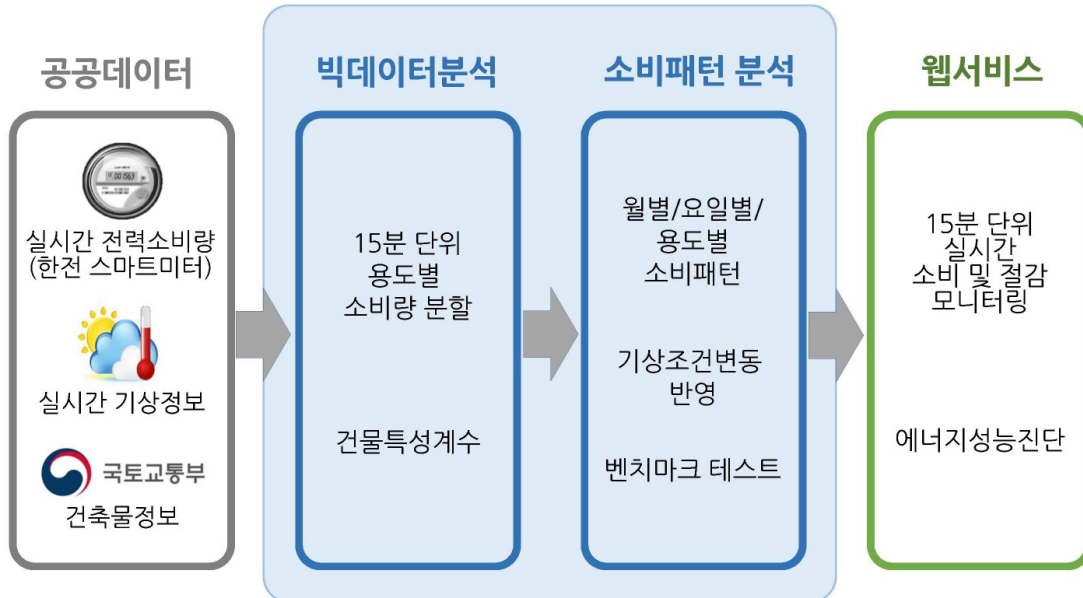 공공데이터
001563
실시간 전력소비량
(한전 스마트미터)
실시간 기상정보
국토교통부
건축물정보
빅데이터분석
15분 단위
용도별
소비량 분할
건물특성계수
소비패턴 분석
월별/요일별/
용도별
소비패턴
기상조건변동
반영
벤치마크 테스트
웹서비스
15분 단위
실시간
소비 및 절감
모니터링
에너지성능진단